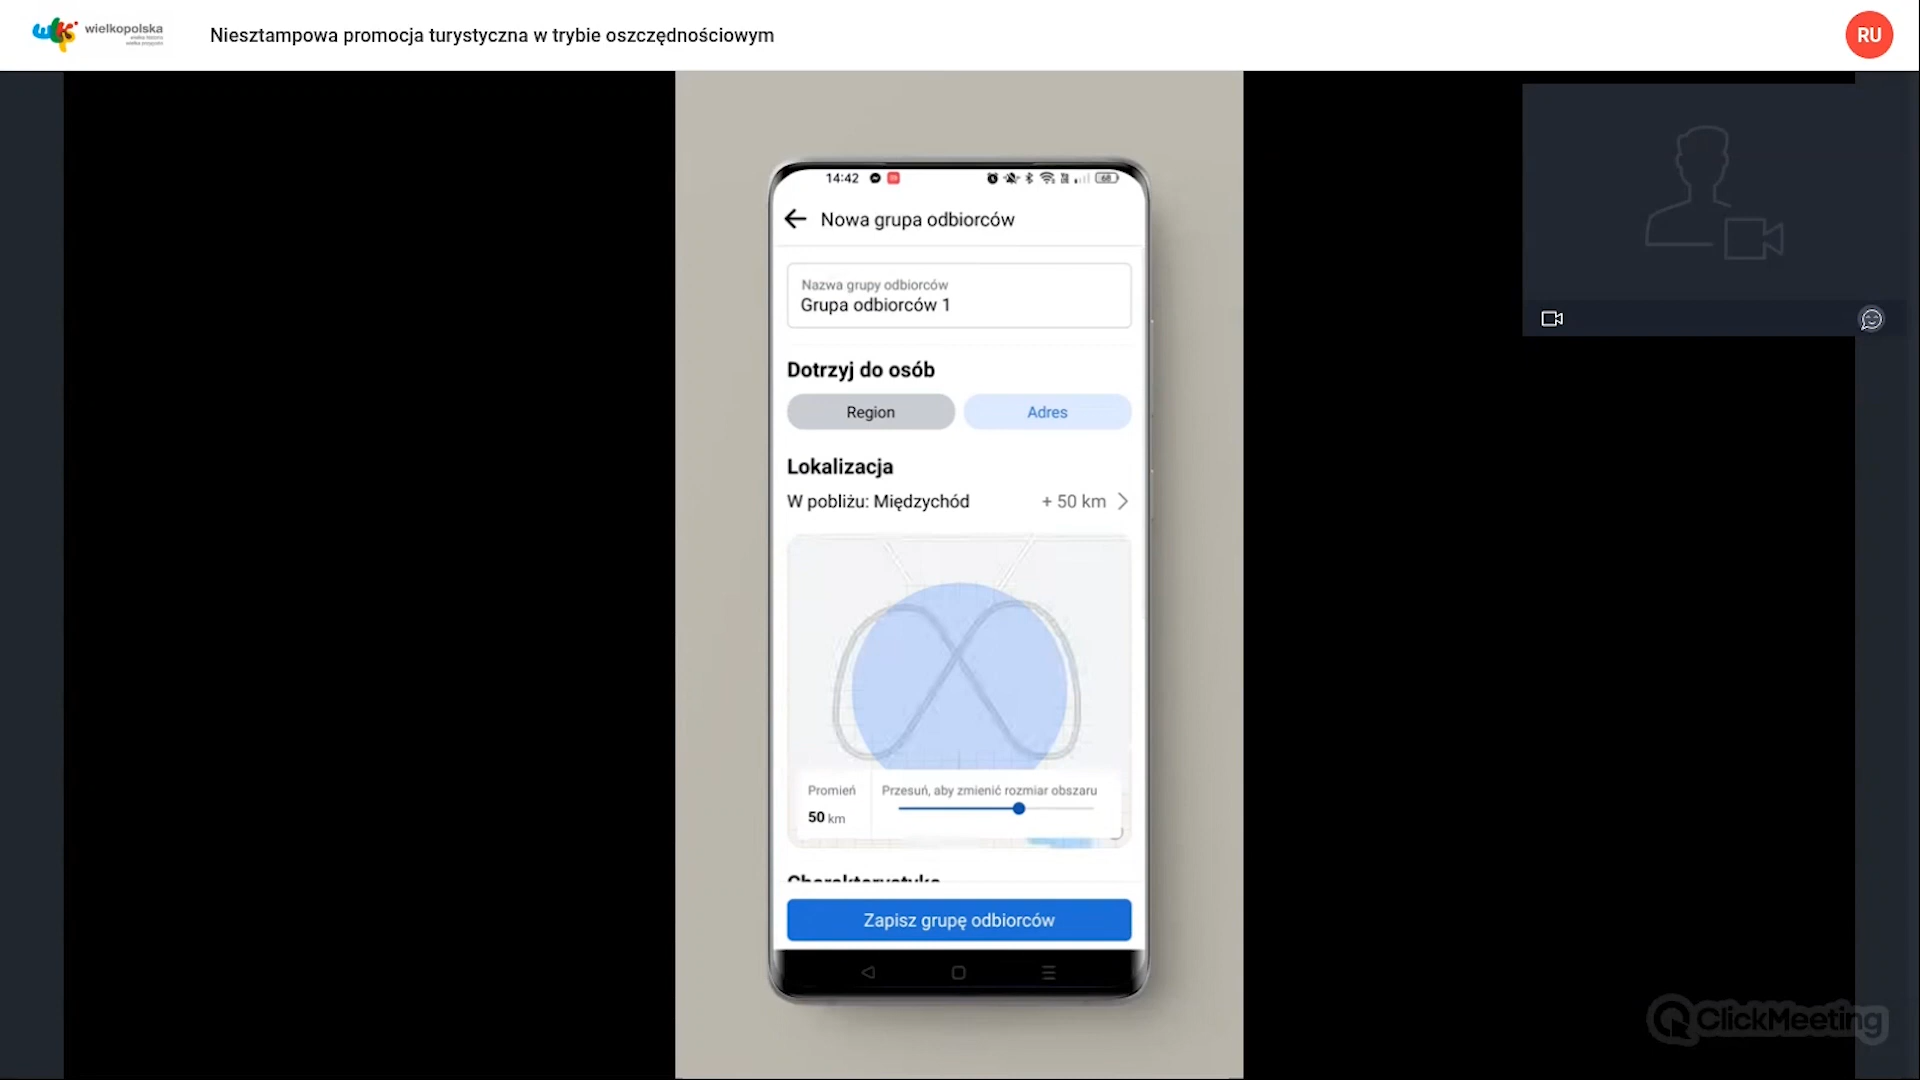 wielkopolska
Niesztampowa promocja turystyczna w trybie oszczędnościowym
RU
14:42
68
Nowa grupa odbiorców
Nazwa grupy odbiorców
Grupa odbiorców 1
Dotrzyj do osób
Region
Adres
Lokalizacja
W pobliżu: Międzychód
+ 50 km
Promień
50 km
Przesuń, aby zmienić rozmiar obszaru
Charakterystyka
Zapisz grupę odbiorców
ClickMeeting